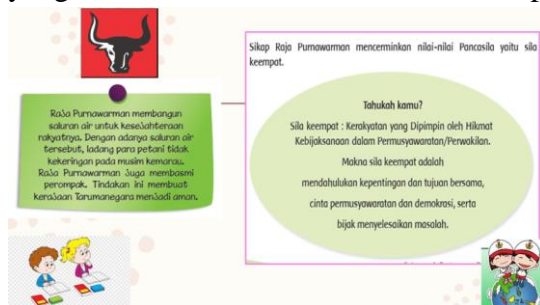 Raja Purnawarman membangun
saluran air untuk kesejahteraan
rakyatnya. Dengan adanya saluran air
tersebut, ladang para petani tidak
kekeringan pada musim kemarau.
Raja Purnawarman juga membasmi
perompak. Tindakan ini membuat
kerajaan Tarumanegara menjadi aman.
Sikap Raja Purnawarman mencerminkan nilai-nilai Pancasila yaitu sila
keempat.
Tahukah kamu?
Sila keempat : Kerakyatan yang Dipimpin oleh Hikmat
Kebijaksanaan dalam Permusyawaratan/Perwakilan.
Makna sila keempat adalah
mendahulukan kepentingan dan tujuan bersama,
cinta permusyawaratan dan demokrasi, serta
bijak menyelesaikan masalah.